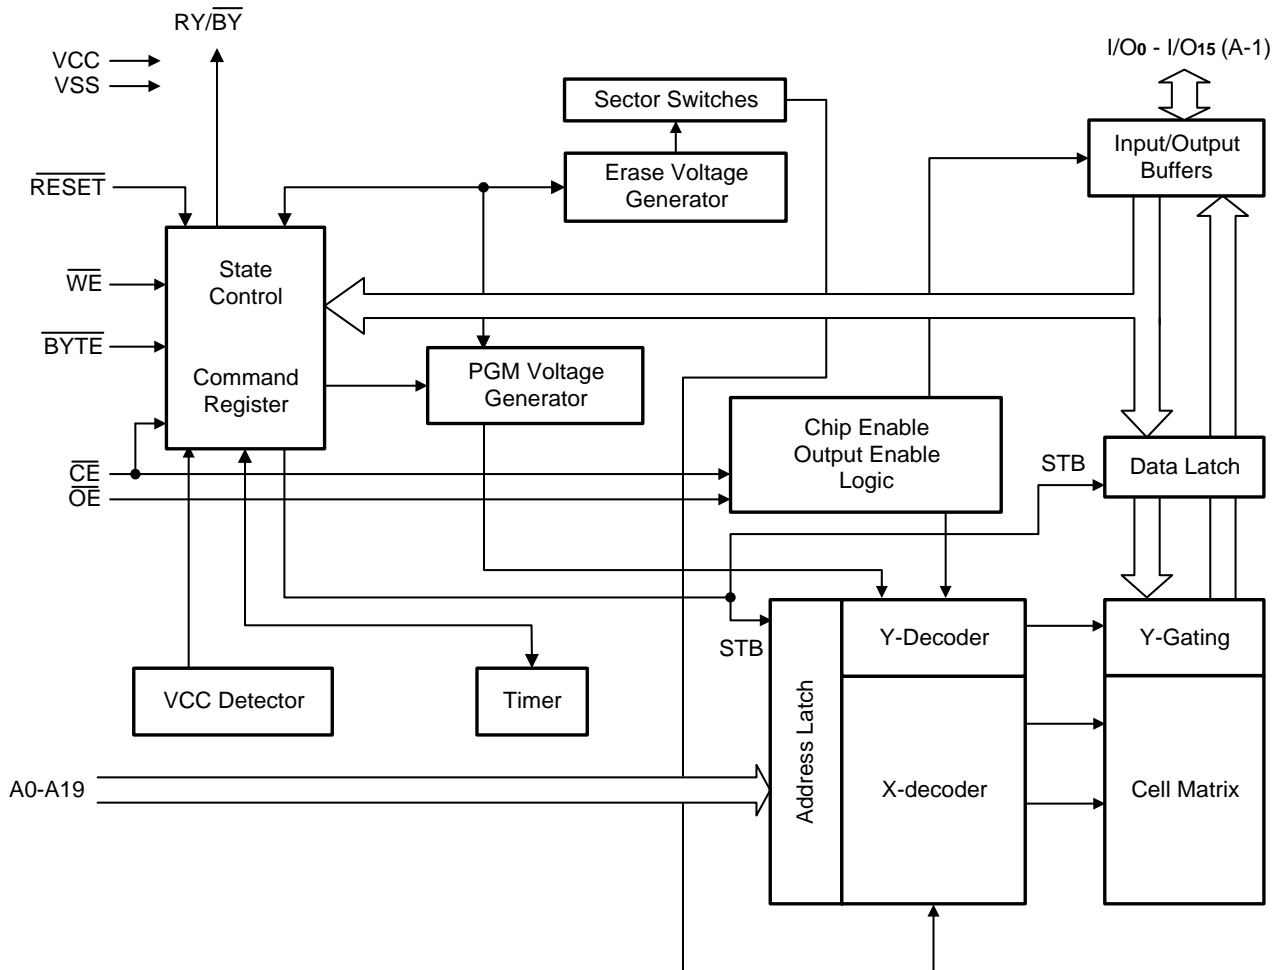 RY/BY
VCC
VSS
I/O0 - I/O15 (A-1)
Sector Switches
Input/Output
Buffers
Erase Voltage
Generator
RESET
State
Control
WE
BYTE
Command
Register
PGM Voltage
Generator
Chip Enable
Output Enable
Logic
CE
OE
STB
Data Latch
STB
Y-Decoder
Y-Gating
VCC Detector
Timer
Address Latch
A0-A19
X-decoder
Cell Matrix